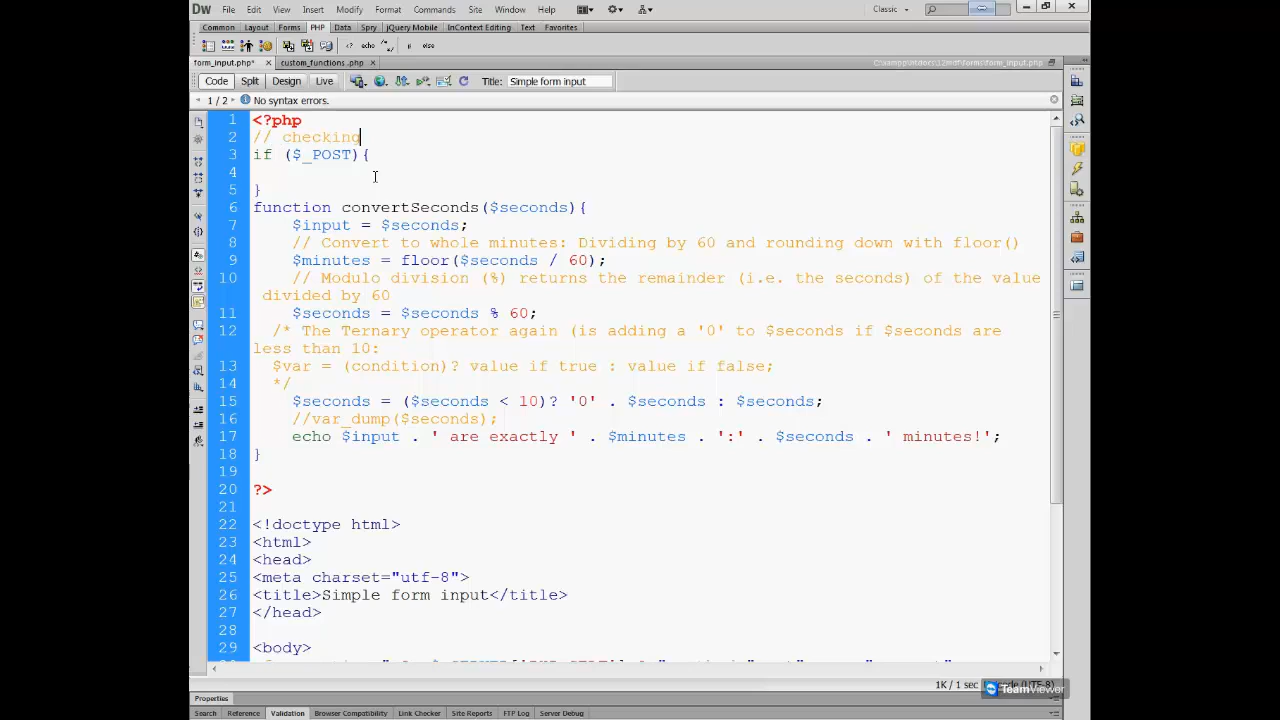 Dw File Edit View Insert Modify Format Commands Site Window Help Classic
Common Layout Forms PHP Data Spry jQuery Mobile InContext Editing Text Favorites
<? echo /**/ if else
form_input.php* × custom_functions.php ×
Code Split Design Live Title: Simple form input
1 / 2 No syntax errors.
1 <?php
2 // checking
3 if ($_POST){
4
5 }
6 function convertSeconds($seconds){
7 $input = $seconds;
8 // Convert to whole minutes: Dividing by 60 and rounding down with floor()
9 $minutes = floor($seconds / 60);
10 // Modulo division (%) returns the remainder (i.e. the seconds) of the value
divided by 60
11 $seconds = $seconds % 60;
12 /* The Ternary operator again (is adding a '0' to $seconds if $seconds are
less than 10:
13 $var = (condition)? value if true : value if false;
14 */
15 $seconds = ($seconds < 10)? '0' . $seconds : $seconds;
16 //var_dump($seconds);
17 echo $input . ' are exactly ' . $minutes . ':' . $seconds . ' minutes!';
18 }
19
20 ?>
21
22 <!doctype html>
23 <html>
24 <head>
25 <meta charset="utf-8">
26 <title>Simple form input</title>
27 </head>
28
29 <body>
1K / 1 sec (UTF-8)
TeamViewer
Properties
Search Reference Validation Browser Compatibility Link Checker Site Reports FTP Log Server Debug